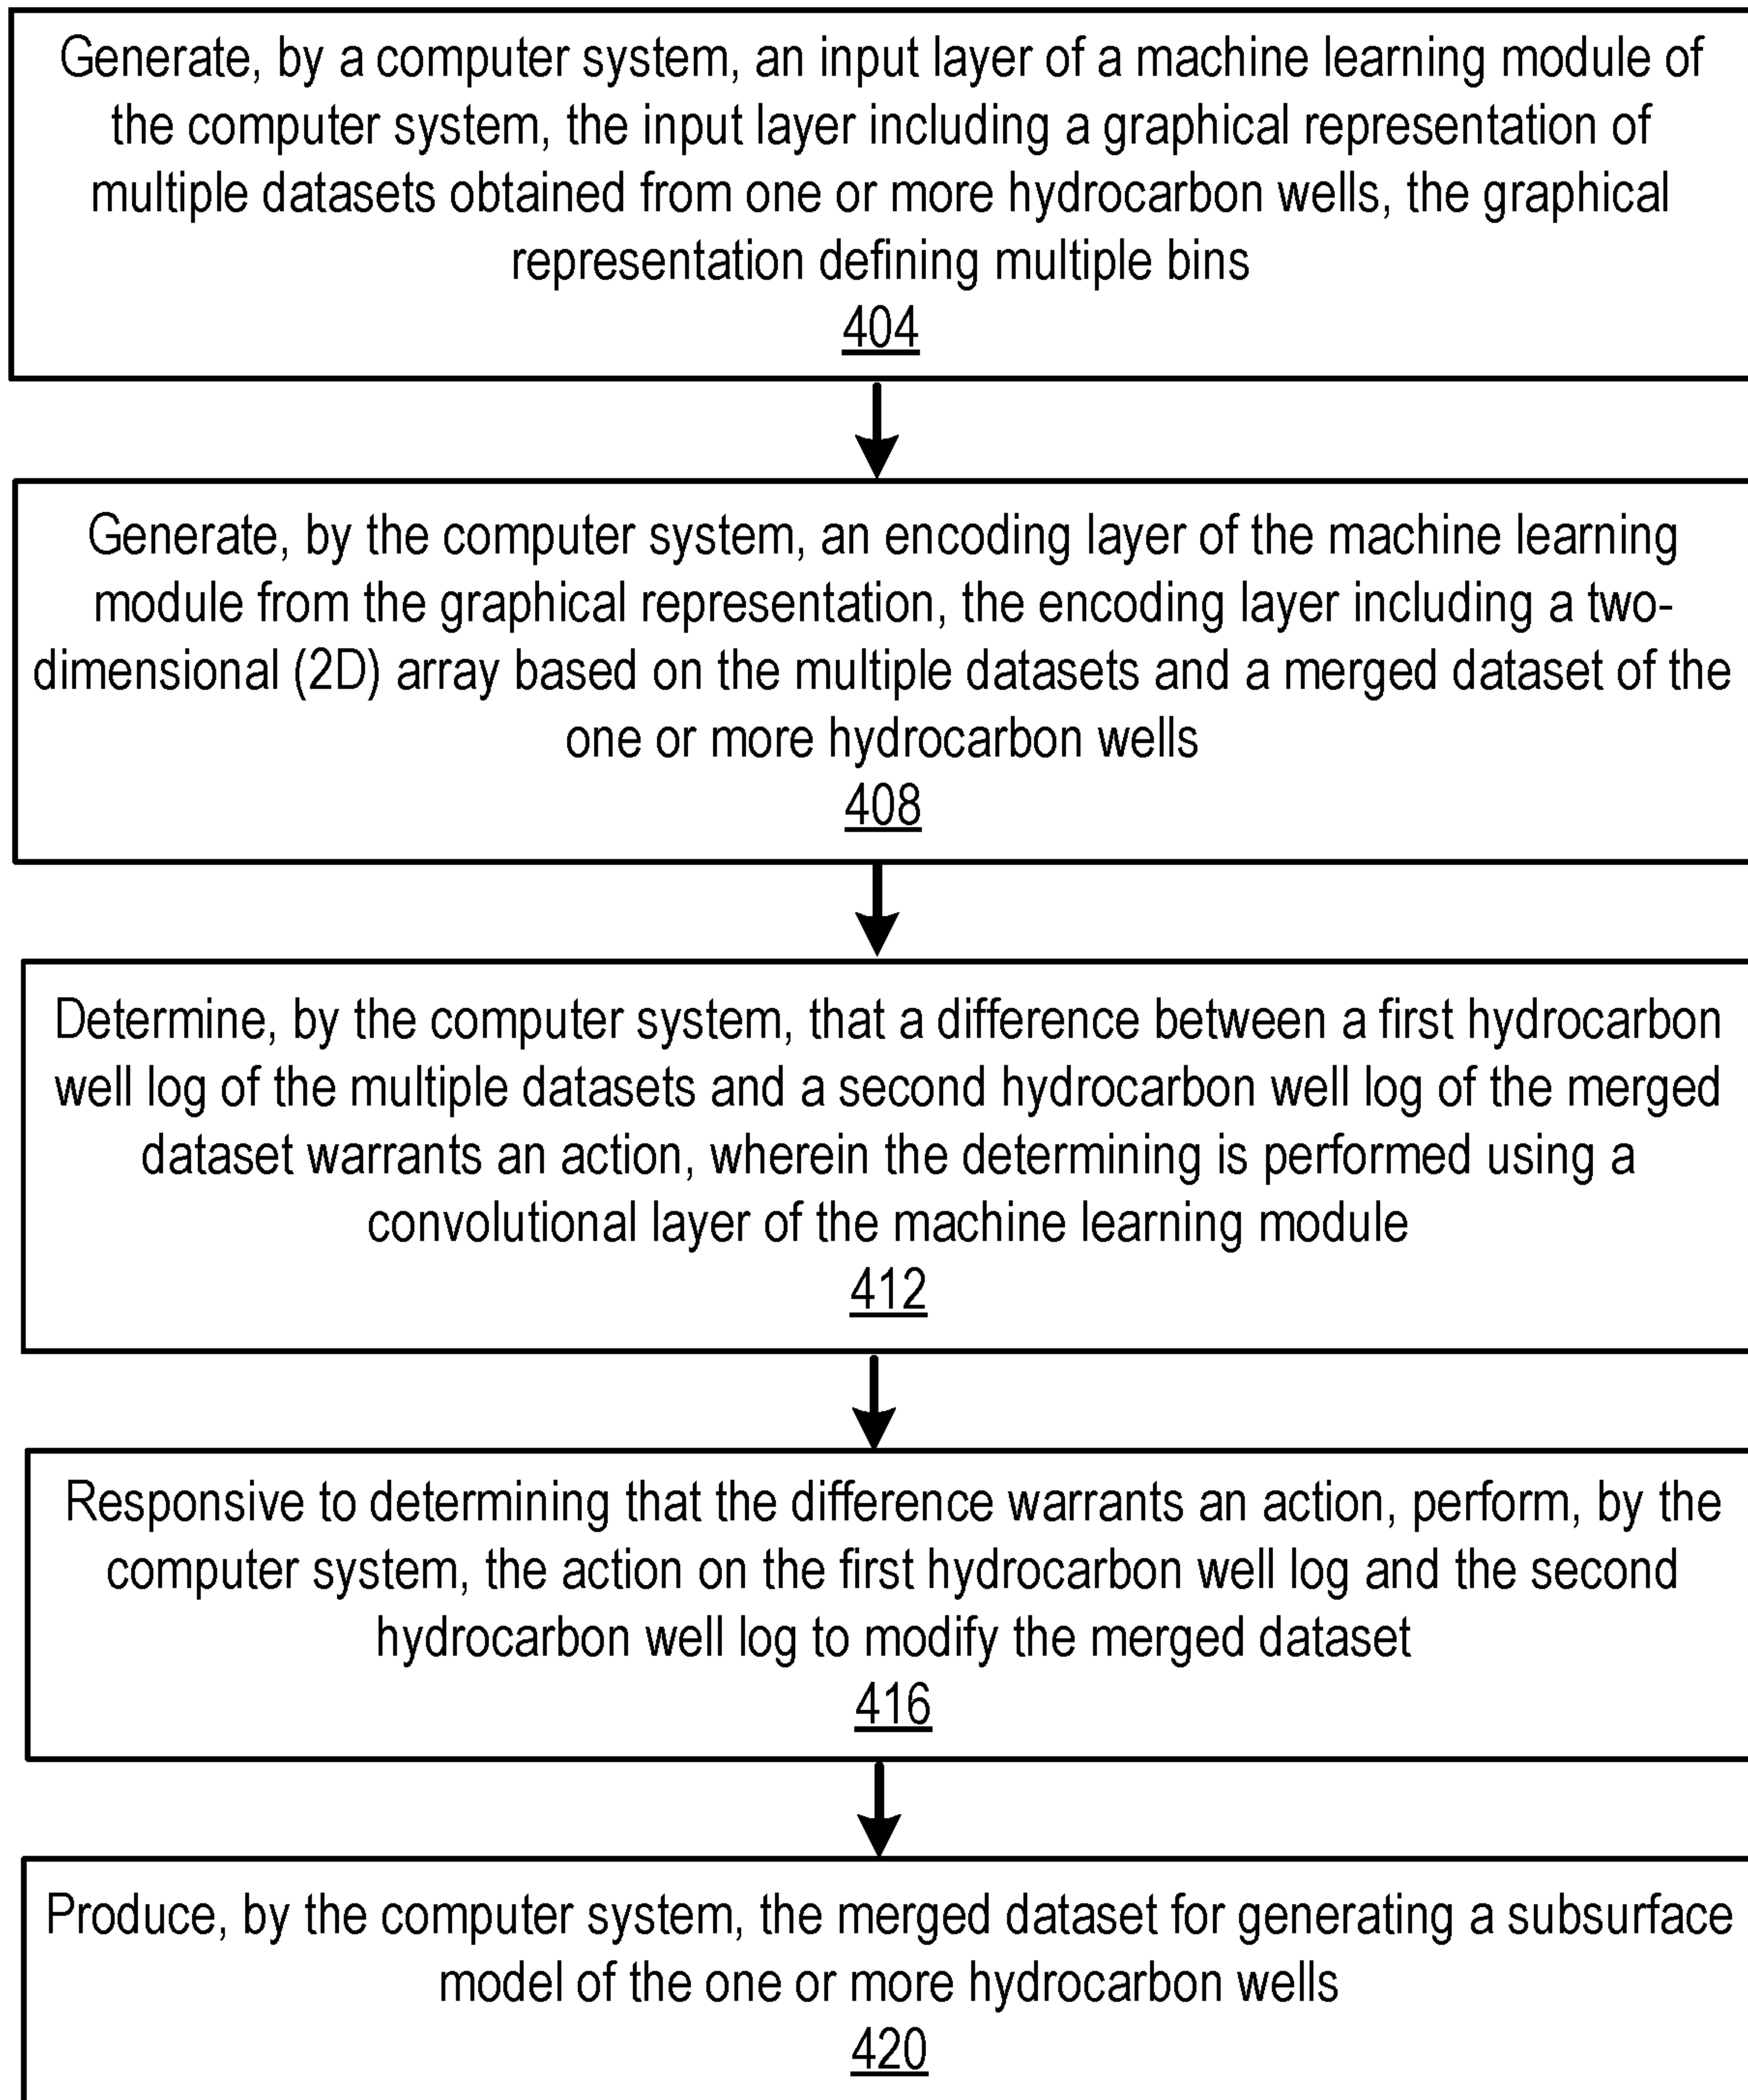 Generate, by a computer system, an input layer of a machine learning module of
the computer system, the input layer including a graphical representation of
multiple datasets obtained from one or more hydrocarbon wells, the graphical
representation defining multiple bins
404
Generate, by the computer system, an encoding layer of the machine learning
module from the graphical representation, the encoding layer including a two-
dimensional (2D) array based on the multiple datasets and a merged dataset of the
one or more hydrocarbon wells
408
Determine, by the computer system, that a difference between a first hydrocarbon
well log of the multiple datasets and a second hydrocarbon well log of the merged
dataset warrants an action, wherein the determining is performed using a
convolutional layer of the machine learning module
412
Responsive to determining that the difference warrants an action, perform, by the
computer system, the action on the first hydrocarbon well log and the second
hydrocarbon well log to modify the merged dataset
416
Produce, by the computer system, the merged dataset for generating a subsurface
model of the one or more hydrocarbon wells
420